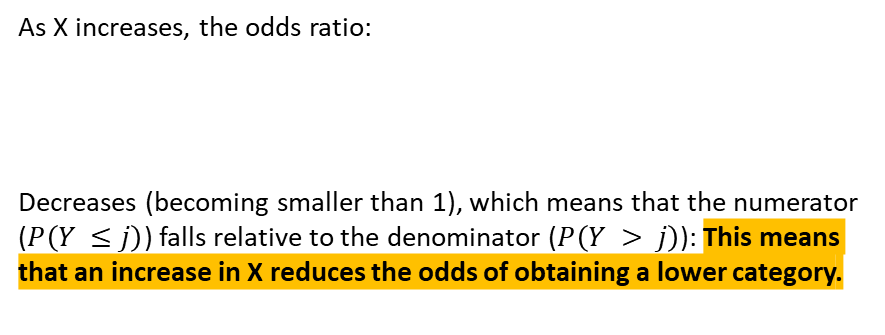 As X increases, the odds ratio:
Decreases (becoming smaller than 1), which means that the numerator
(P(Y ≤ j)) falls relative to the denominator (P(Y > j)): This means
that an increase in X reduces the odds of obtaining a lower category.